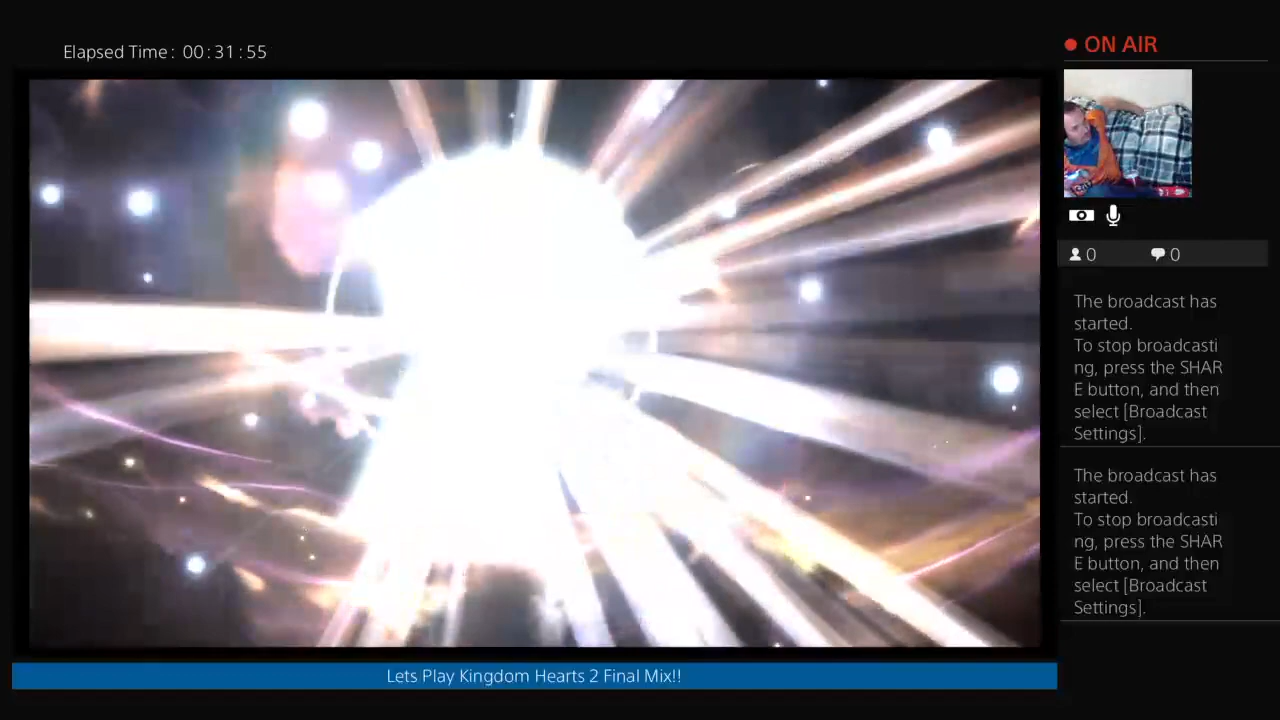 Elapsed Time: 00:31:55
ON AIR
0 0
The broadcast has
started.
To stop broadcasti
ng, press the SHAR
E button, and then
select [Broadcast
Settings].
The broadcast has
started.
To stop broadcasti
ng, press the SHAR
E button, and then
select [Broadcast
Settings].
Lets Play Kingdom Hearts 2 Final Mix!!